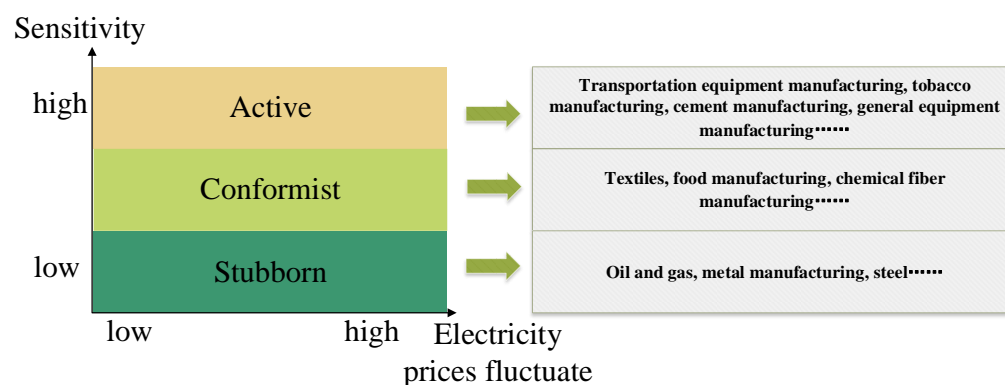 Sensitivity
high
Active
Transportation equipment manufacturing, tobacco
manufacturing, cement manufacturing, general equipment
manufacturing······
Conformist
Textiles, food manufacturing, chemical fiber
manufacturing······
low
Stubborn
Oil and gas, metal manufacturing, steel······
low
high
Electricity
prices fluctuate